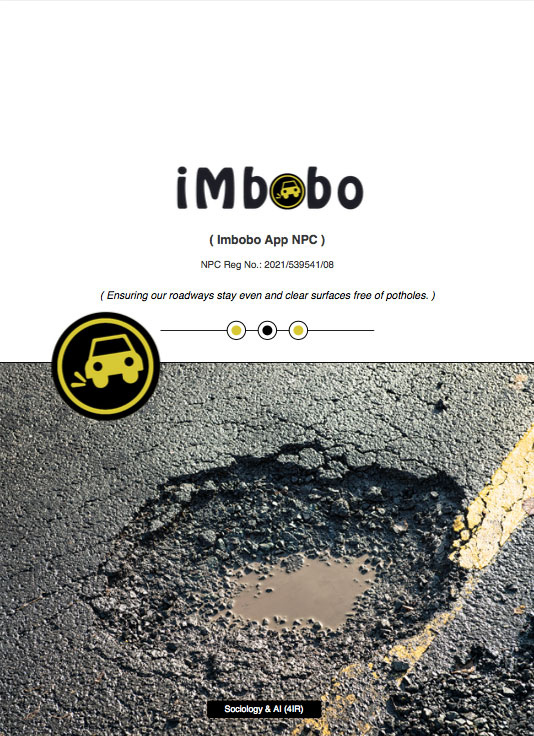 iMbobo
( Imbobo App NPC )
NPC Reg No.: 2021/539541/08
( Ensuring our roadways stay even and clear surfaces free of potholes. )
Sociology & AI (4IR)